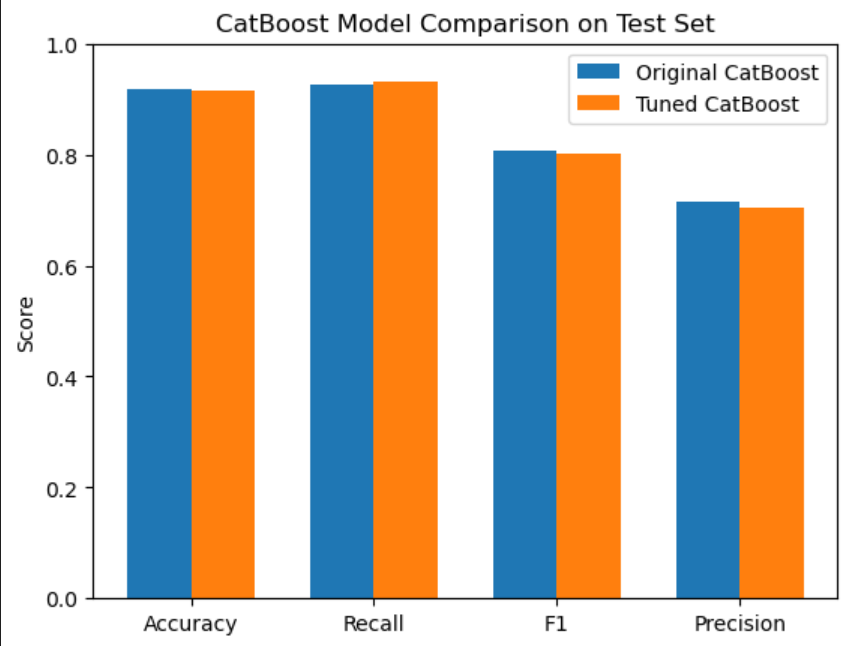 CatBoost Model Comparison on Test Set
1.0
0.8
0.6
0.4
0.2
0.0
Score
Original CatBoost
Tuned CatBoost
Accuracy
Recall
F1
Precision